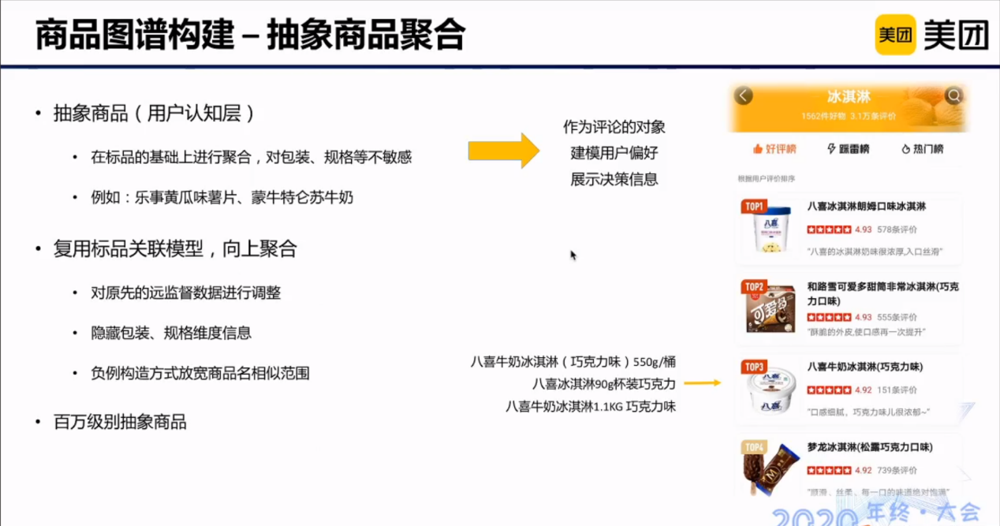 商品图谱构建 – 抽象商品聚合
美团 美团
• 抽象商品（用户认知层）
• 在标品的基础上进行聚合，对包装、规格等不敏感
• 例如：乐事黄瓜味薯片、蒙牛特仑苏牛奶
• 复用标品关联模型，向上聚合
• 对原先的远监督数据进行调整
• 隐藏包装、规格维度信息
• 负例构造方式放宽商品名相似范围
• 百万级别抽象商品
作为评论的对象
建模用户偏好
展示决策信息
八喜牛奶冰淇淋（巧克力味）550g/桶
八喜冰淇淋90g杯装巧克力
八喜牛奶冰淇淋1.1KG 巧克力味
冰淇淋
1562件好物 3.1万条评价
好评榜 踩雷榜 热门榜
根据用户评价排序
TOP1
八喜
八喜冰淇淋朗姆口味冰淇淋
4.93 578条评价
“八喜的冰淇淋奶味很浓厚,入口丝滑”
TOP2
可爱多
和路雪可爱多甜筒非常冰淇淋(巧克
力口味)
4.93 555条评价
“酥脆的外皮,使口感再一次提升”
TOP3
八喜
八喜
八喜牛奶冰淇淋(巧克力味)
4.92 151条评价
“口感细腻，巧克力味儿很浓郁~”
TOP4
M
梦龙冰淇淋(松露巧克力口味)
4.92 739条评价
“顺滑、丝柔、每一口的味道绝对饱满”
2020 年终·大会